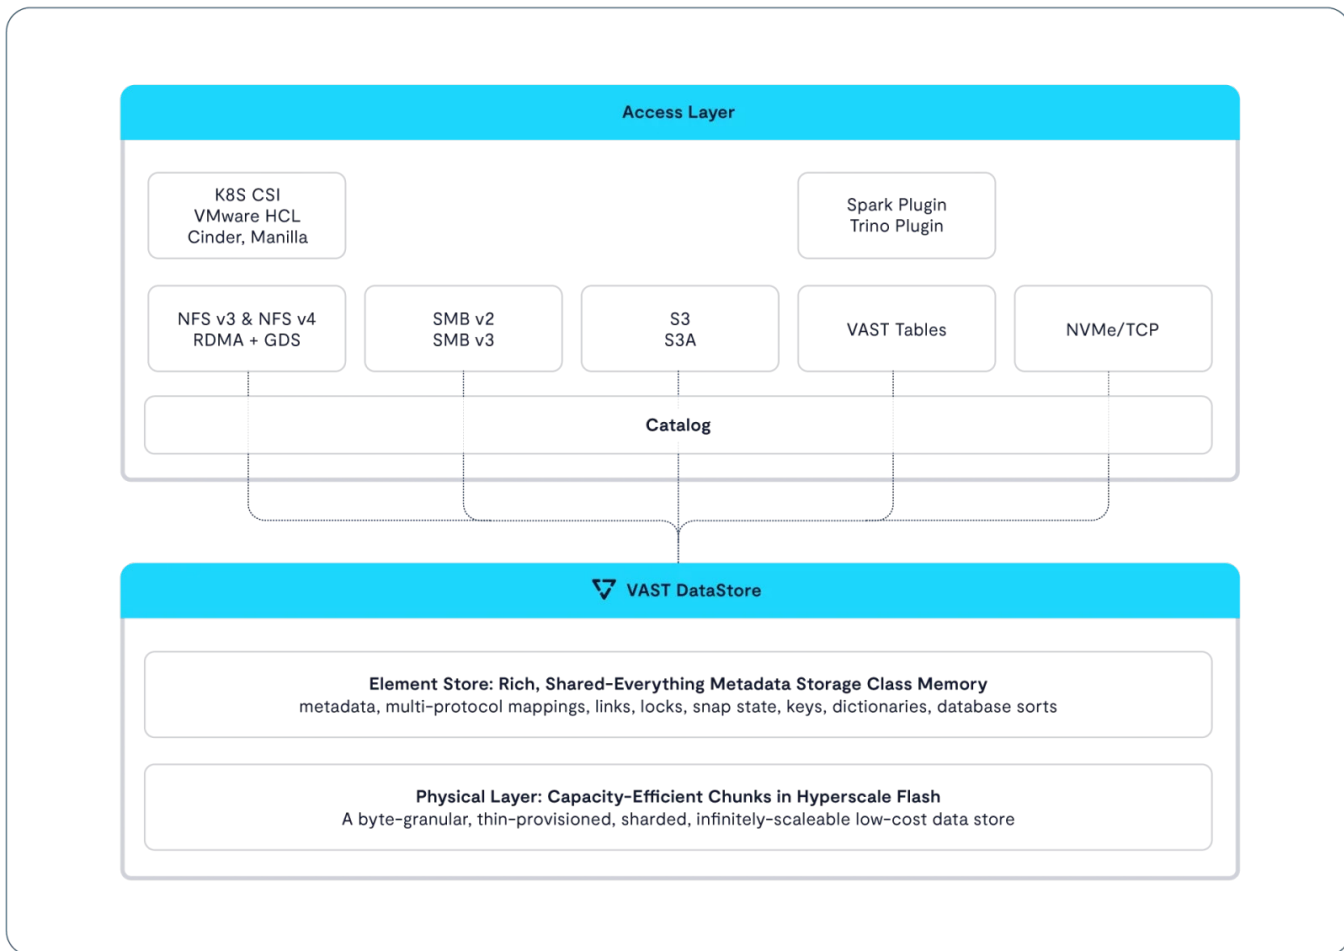 Access Layer
K8S CSI
VMware HCL
Cinder, Manilla
Spark Plugin
Trino Plugin
NFS v3 & NFS v4
RDMA + GDS
SMB v2
SMB v3
S3
S3A
VAST Tables
NVMe/TCP
Catalog
VAST DataStore
Element Store: Rich, Shared-Everything Metadata Storage Class Memory
metadata, multi-protocol mappings, links, locks, snap state, keys, dictionaries, database sorts
Physical Layer: Capacity-Efficient Chunks in Hyperscale Flash
A byte-granular, thin-provisioned, sharded, infinitely-scaleable low-cost data store